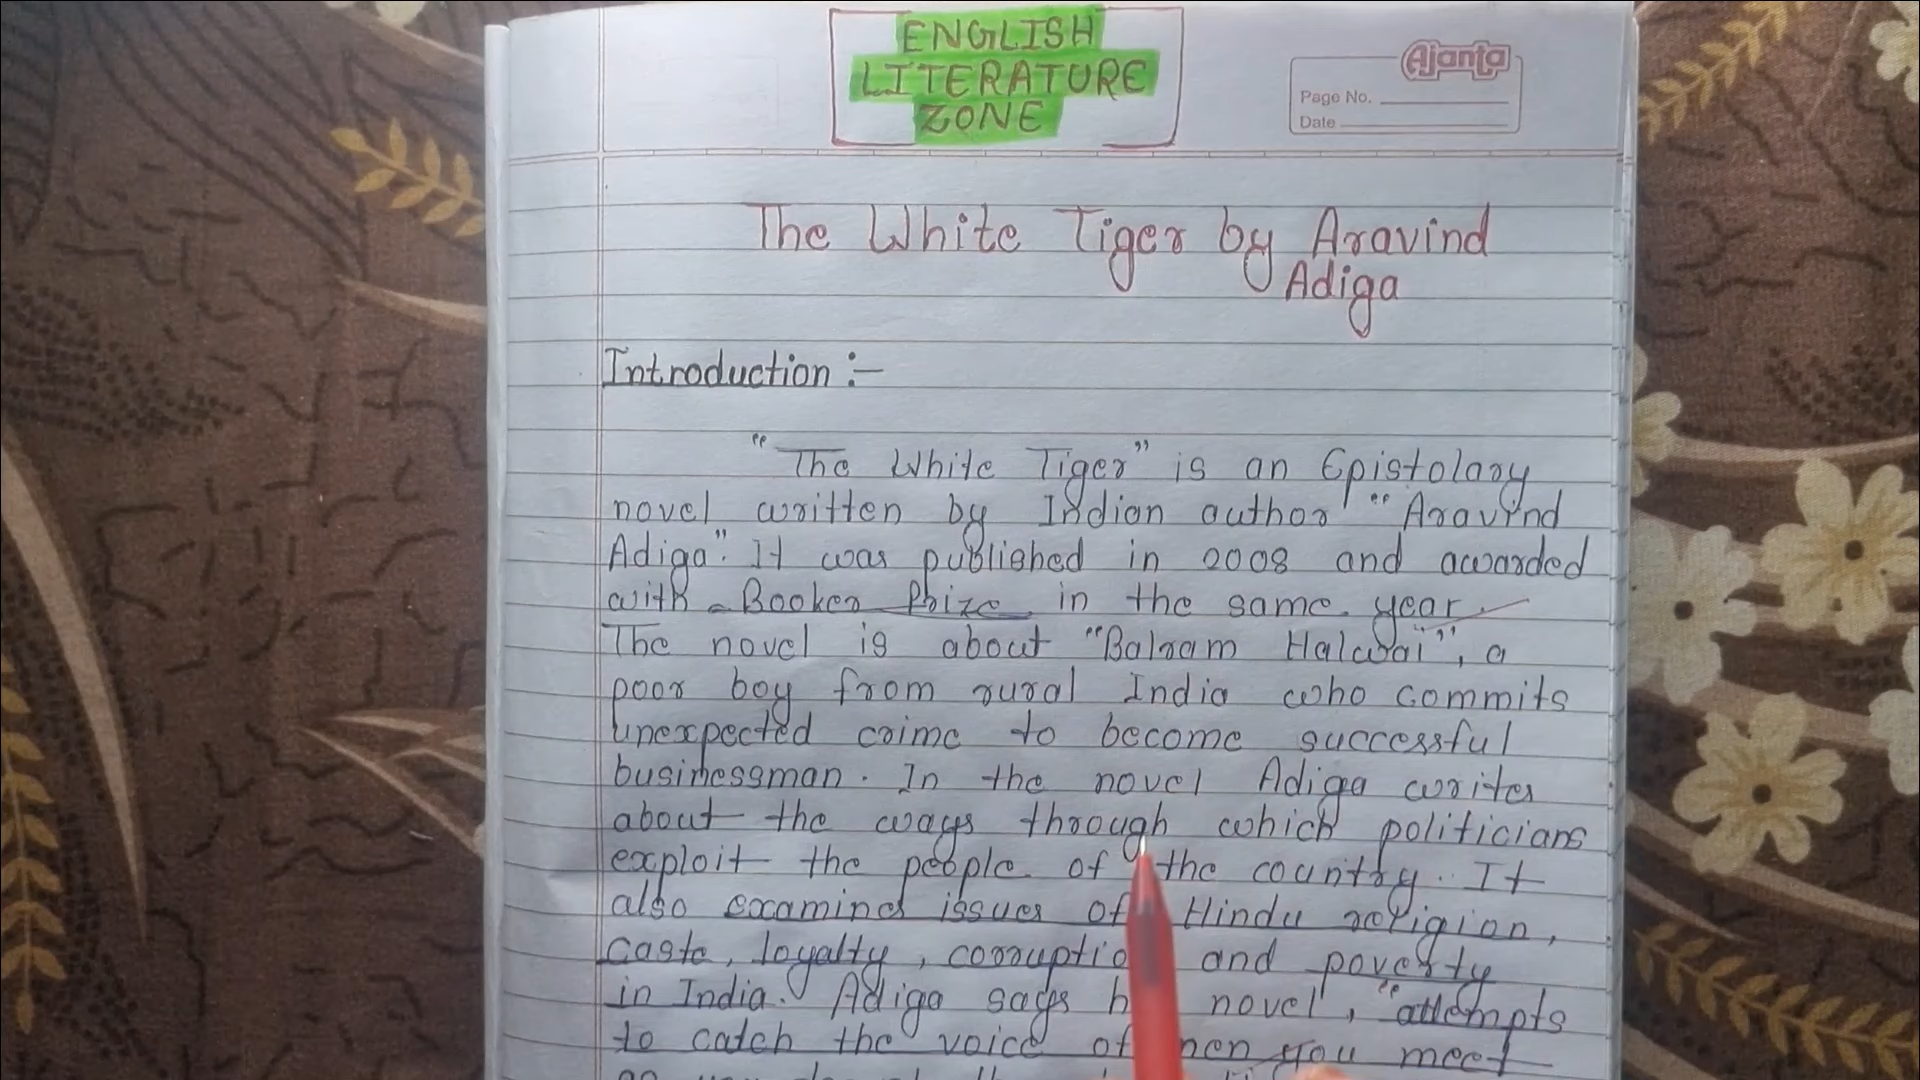 ENGLISH
LITERATURE
ZONE
Ajanta
Page No.
Date
The White Tiger by Aravind
Adiga
Introduction :-
"The White Tiger" is an Epistolary
novel written by Indian author "Aravind
Adiga". It was published in 2008 and awarded
with Booker Prize in the same year.
The novel is about "Balram Halwai", a
poor boy from rural India who commits
unexpected crime to become successful
businessman. In the novel Adiga writes
about the ways through which politicians
exploit the people of the country. It
also examines issues of Hindu religion,
caste, loyalty, corruptio and poverty
in India. Adiga says h novel, "attempts
to catch the voice of men you meet